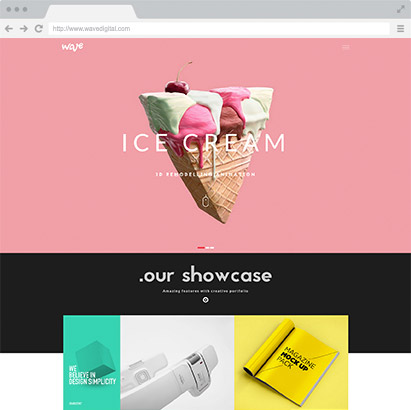 http://www.wavedigital.com
wave
ICE CREAM
3D REMODELLING ANIMATION
.our showcase
Amazing features with creative portfolio
WE
BELIEVE IN
DESIGN SIMPLICITY
MAGAZINE
MOCK UP
PACK